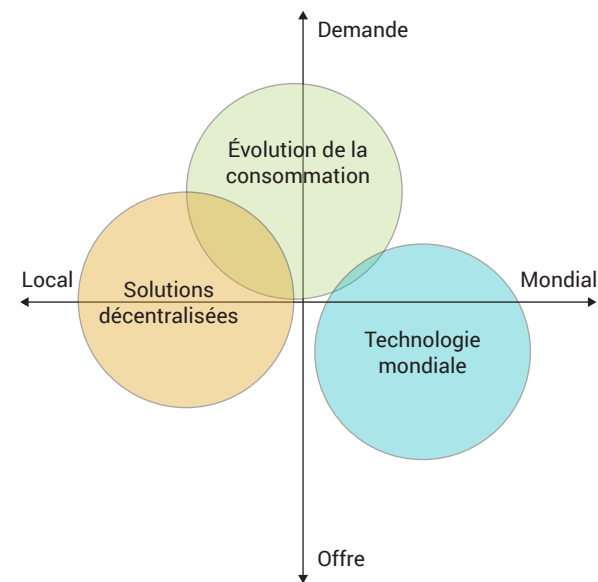 Demande
Évolution de la
consommation
Local
Mondial
Solutions
décentralisées
Technologie
mondiale
Offre